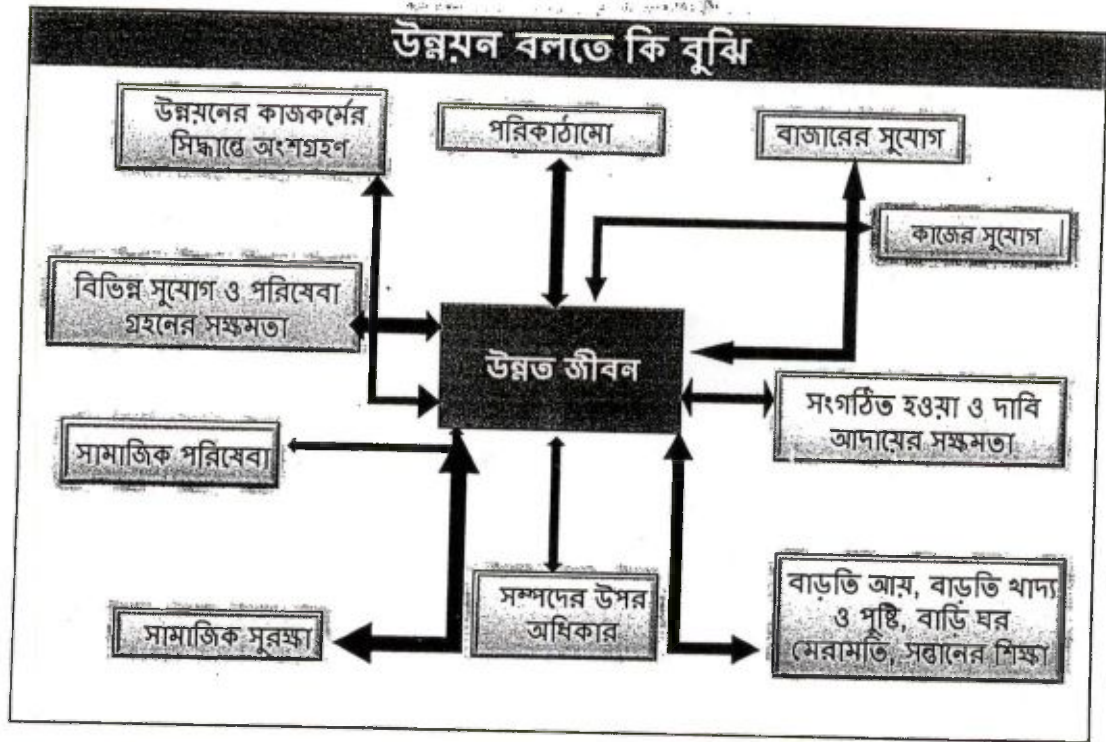 উন্নয়ন বলতে কি বুঝি
উন্নয়নের কাজকর্মের
সিদ্ধান্তে অংশগ্রহণ
পরিকাঠামো
বাজারের সুযোগ
কাজের সুযোগ
বিভিন্ন সুযোগ ও পরিষেবা
গ্রহনের সক্ষমতা
উন্নত জীবন
সংগঠিত হওয়া ও দাবি
আদায়ের সক্ষমতা
সামাজিক পরিষেবা
সম্পদের উপর
অধিকার
বাড়তি আয়, বাড়তি খাদ্য
ও পুষ্টি, বাড়ি ঘর
মেরামতি, সন্তানের শিক্ষা
সামাজিক সুরক্ষা